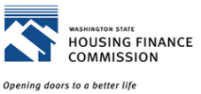 WASHINGTON STATE
HOUSING FINANCE
COMMISSION
Opening doors to a better life